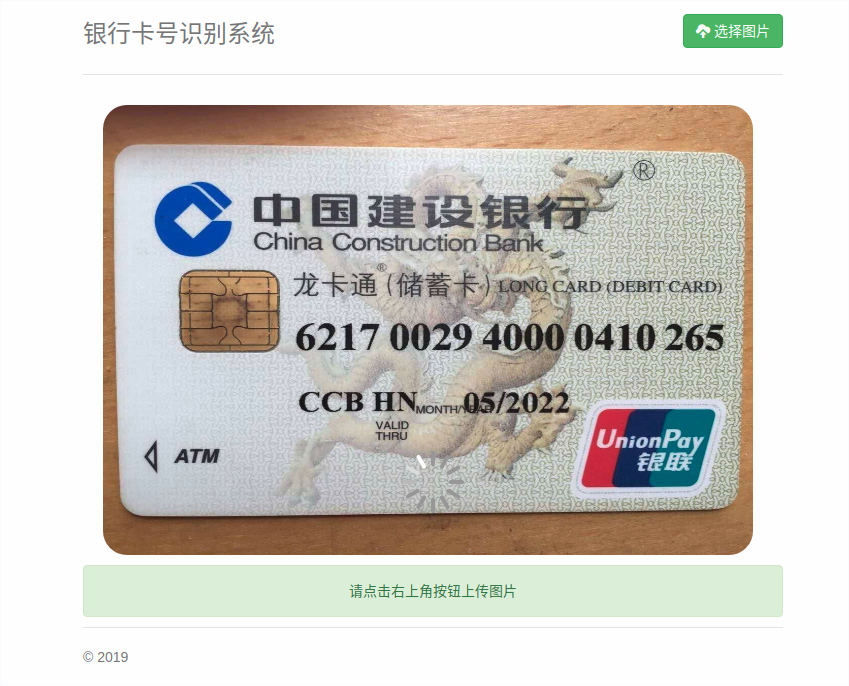 银行卡号识别系统
选择图片
®
中国建设银行
China Construction Bank
龙卡通®(储蓄卡) LONG CARD (DEBIT CARD)
6217 0029 4000 0410 265
CCB HN MONTH/YEAR 05/2022
VALID
THRU
ATM
UnionPay
银联
请点击右上角按钮上传图片
© 2019